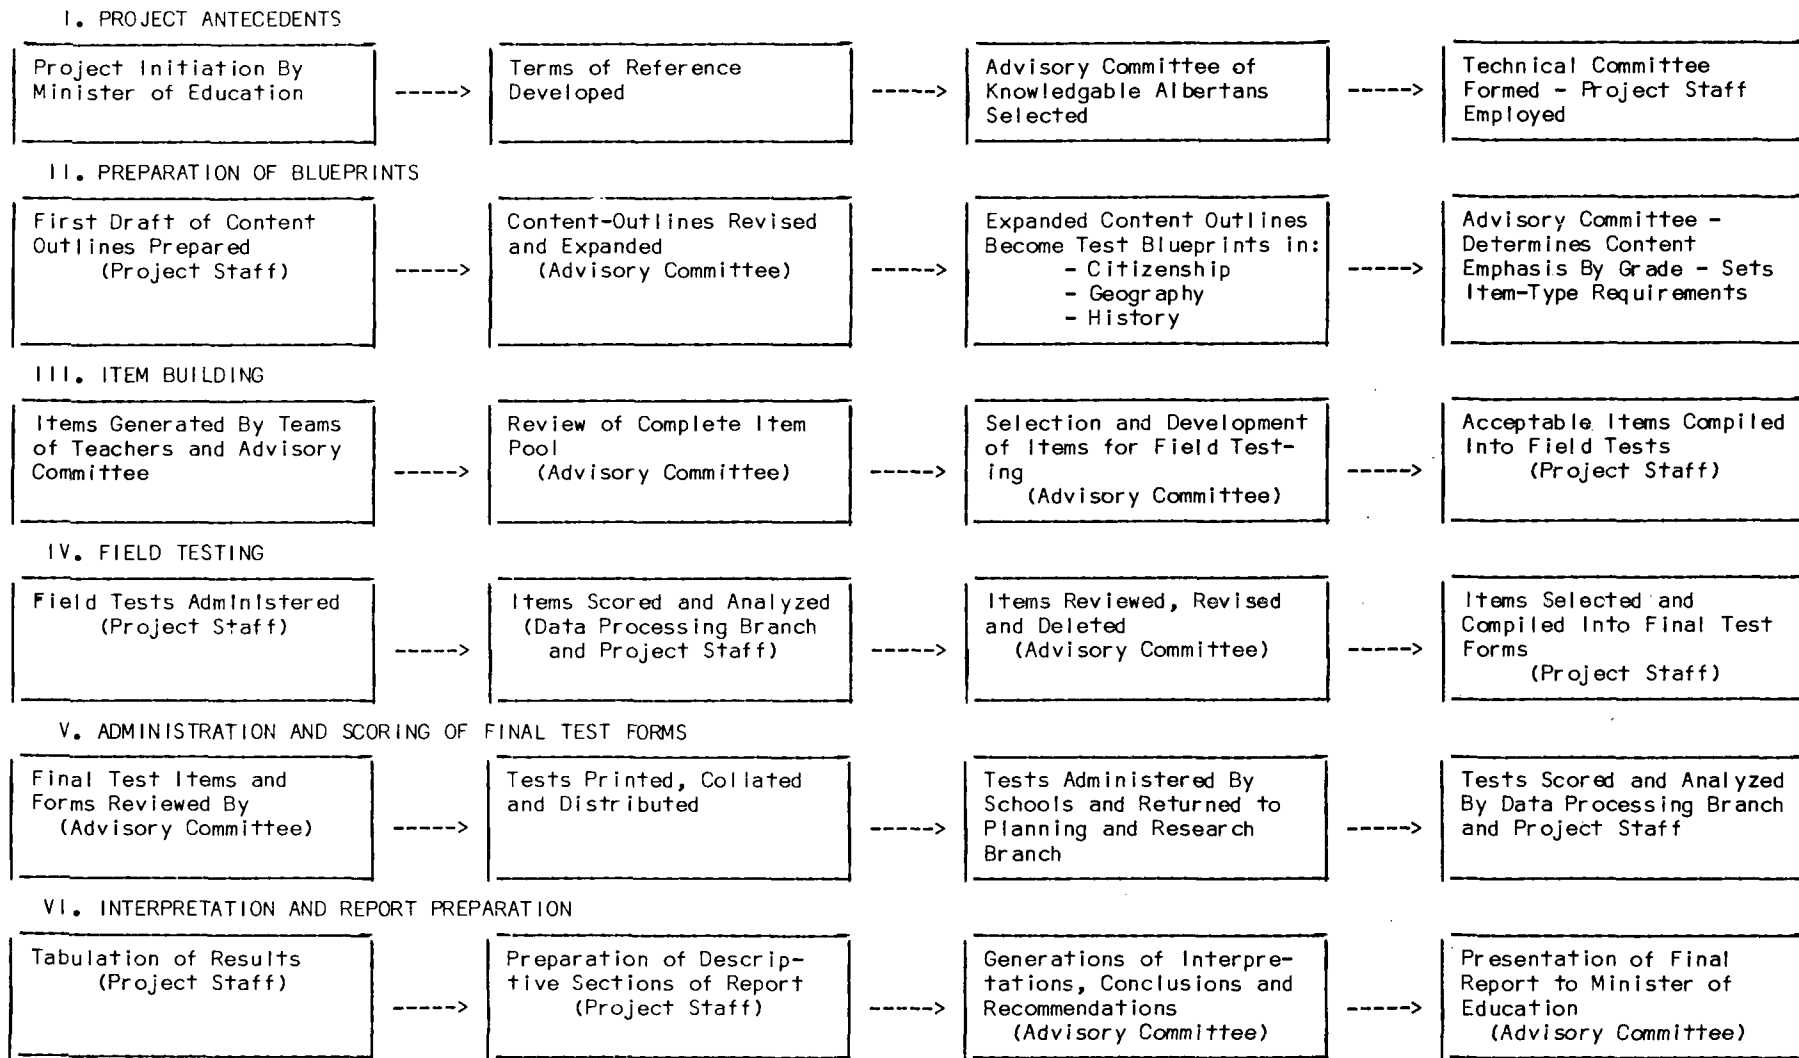 I. PROJECT ANTECEDENTS
Project Initiation By
Minister of Education
----->
Terms of Reference
Developed
----->
Advisory Committee of
Knowledgable Albertans
Selected
----->
Technical Committee
Formed - Project Staff
Employed
II. PREPARATION OF BLUEPRINTS
First Draft of Content
Outlines Prepared
(Project Staff)
----->
Content-Outlines Revised
and Expanded
(Advisory Committee)
----->
Expanded Content Outlines
Become Test Blueprints in:
- Citizenship
- Geography
- History
----->
Advisory Committee -
Determines Content
Emphasis By Grade - Sets
Item-Type Requirements
III. ITEM BUILDING
Items Generated By Teams
of Teachers and Advisory
Committee
----->
Review of Complete Item
Pool
(Advisory Committee)
----->
Selection and Development
of Items for Field Test-
ing
(Advisory Committee)
----->
Acceptable Items Compiled
Into Field Tests
(Project Staff)
IV. FIELD TESTING
Field Tests Administered
(Project Staff)
----->
Items Scored and Analyzed
(Data Processing Branch
and Project Staff)
----->
Items Reviewed, Revised
and Deleted
(Advisory Committee)
----->
Items Selected and
Compiled Into Final Test
Forms
(Project Staff)
V. ADMINISTRATION AND SCORING OF FINAL TEST FORMS
Final Test Items and
Forms Reviewed By
(Advisory Committee)
----->
Tests Printed, Collated
and Distributed
----->
Tests Administered By
Schools and Returned to
Planning and Research
Branch
----->
Tests Scored and Analyzed
By Data Processing Branch
and Project Staff
VI. INTERPRETATION AND REPORT PREPARATION
Tabulation of Results
(Project Staff)
----->
Preparation of Descrip-
tive Sections of Report
(Project Staff)
----->
Generations of Interpre-
tations, Conclusions and
Recommendations
(Advisory Committee)
----->
Presentation of Final
Report to Minister of
Education
(Advisory Committee)